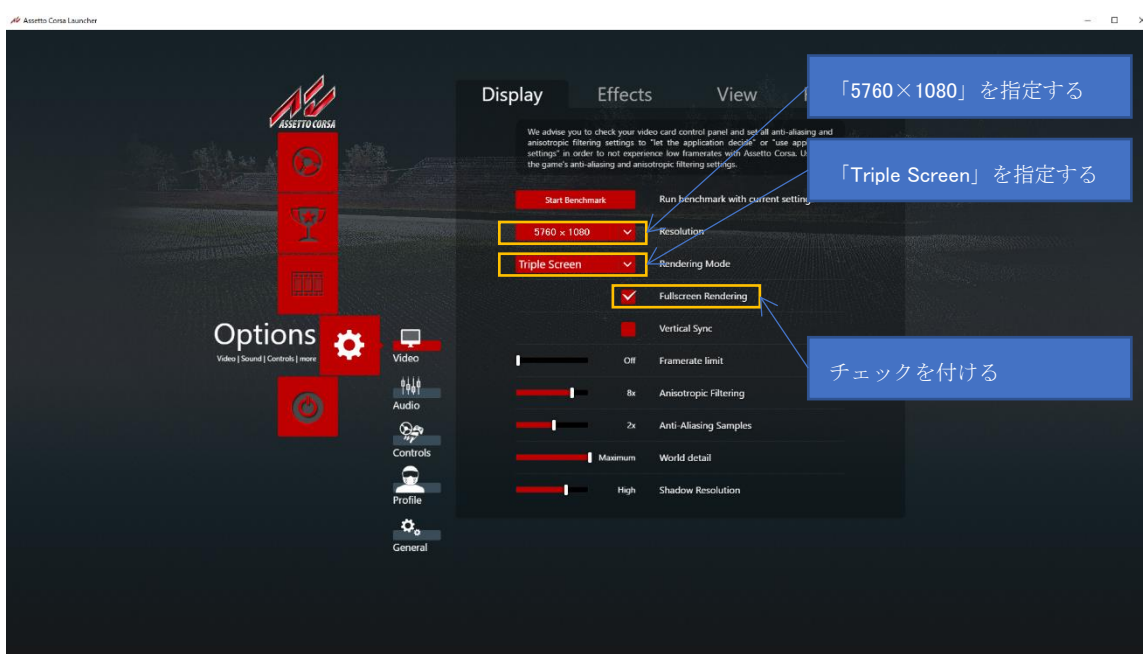 Assetto Corsa Launcher
ASSETTO CORSA
Display
Effects
View
「5760×1080」を指定する
We advise you to check your video card control panel and set all anti-aliasing and
anisotropic filtering settings to "let the application decide" or "use
settings" in order to not experience low framerates with Assetto Corsa.
the game's anti-aliasing and anisotropic filtering settings.
「Triple Screen」を指定する
Start Benchmark
Run benchmark with current
5760 × 1080
Resolution
Triple Screen
Rendering Mode
Fullscreen Rendering
Vertical Sync
チェックを付ける
Off
Framerate limit
8x
Anisotropic Filtering
2x
Anti-Aliasing Samples
Maximum
World detail
High
Shadow Resolution
Options
Video | Sound | Controls | more
Video
Audio
Controls
Profile
General